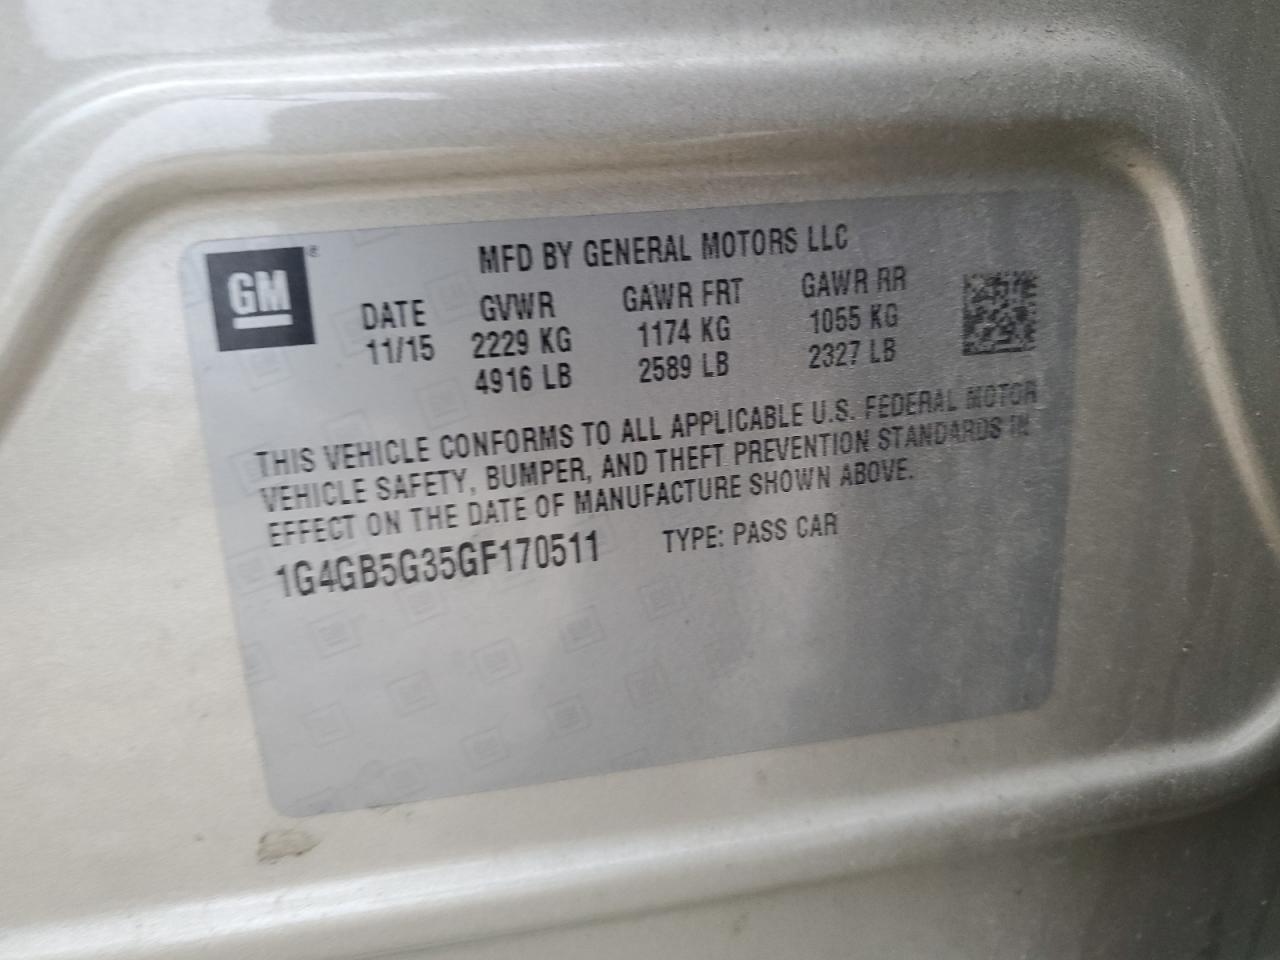 GM ®
MFD BY GENERAL MOTORS LLC
DATE GVWR GAWR FRT GAWR RR
11/15 2229 KG 1174 KG 1055 KG
4916 LB 2589 LB 2327 LB
THIS VEHICLE CONFORMS TO ALL APPLICABLE U.S. FEDERAL MOTOR
VEHICLE SAFETY, BUMPER, AND THEFT PREVENTION STANDARDS IN
EFFECT ON THE DATE OF MANUFACTURE SHOWN ABOVE.
1G4GB5G35GF170511 TYPE: PASS CAR